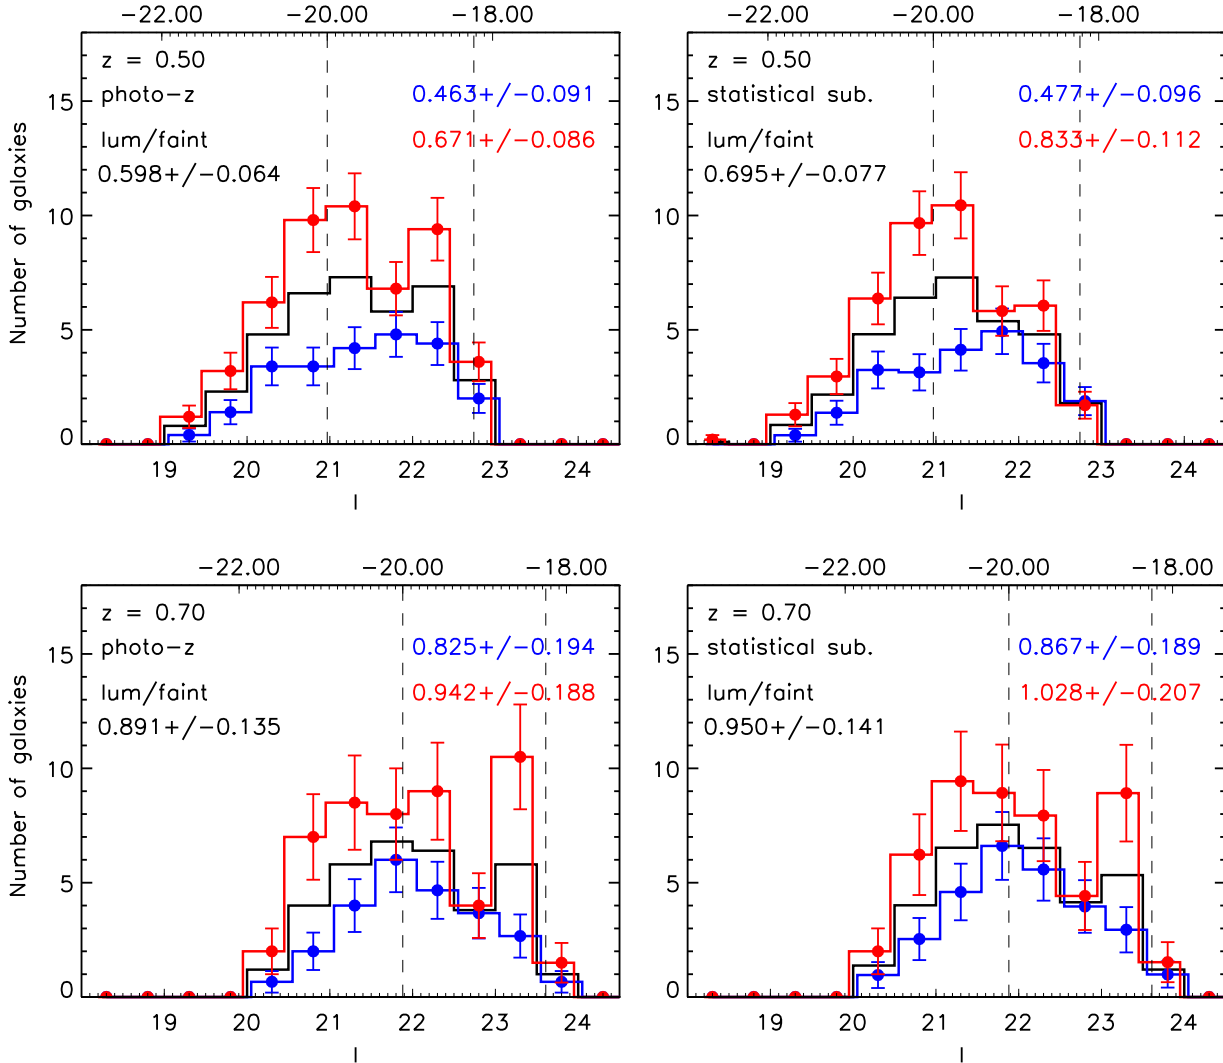 −22.00 −20.00 −18.00
z = 0.50
photo−z 0.463+/−0.091
lum/faint 0.671+/−0.086
0.598+/−0.064
Number of galaxies
15
10
5
0
19 20 21 22 23 24
I
−22.00 −20.00 −18.00
z = 0.50
statistical sub. 0.477+/−0.096
lum/faint 0.833+/−0.112
0.695+/−0.077
15
10
5
0
19 20 21 22 23 24
I
−22.00 −20.00 −18.00
z = 0.70
photo−z 0.825+/−0.194
lum/faint 0.942+/−0.188
0.891+/−0.135
Number of galaxies
15
10
5
0
19 20 21 22 23 24
I
−22.00 −20.00 −18.00
z = 0.70
statistical sub. 0.867+/−0.189
lum/faint 1.028+/−0.207
0.950+/−0.141
15
10
5
0
19 20 21 22 23 24
I